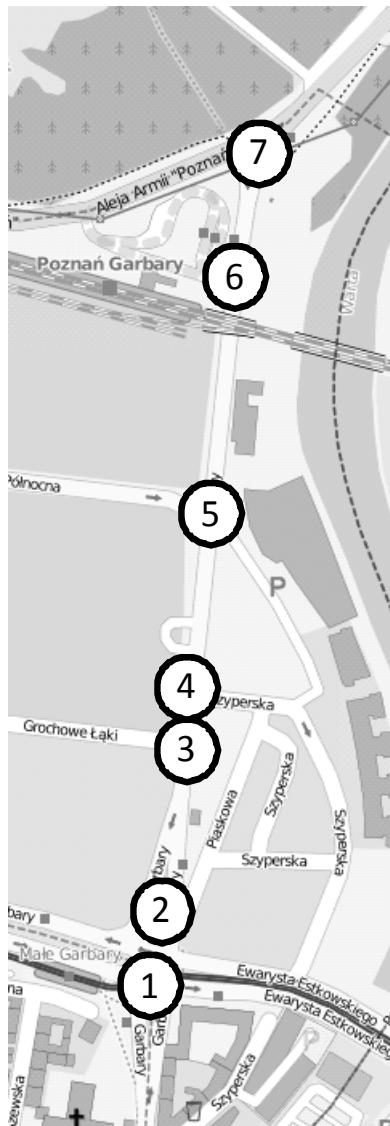 7
Aleja Armii "Poznań
Poznań Garbary
6
Warta
Północna
5
P
4
Szyperska
Grochowe Łąki
3
Piaskowa
Szyperska
Szyperska
Szyperska
2
Małe Garbary
1
Ewarysta Estkowskiego
Ewarysta Estkowskiego
Garbary
Szyperska